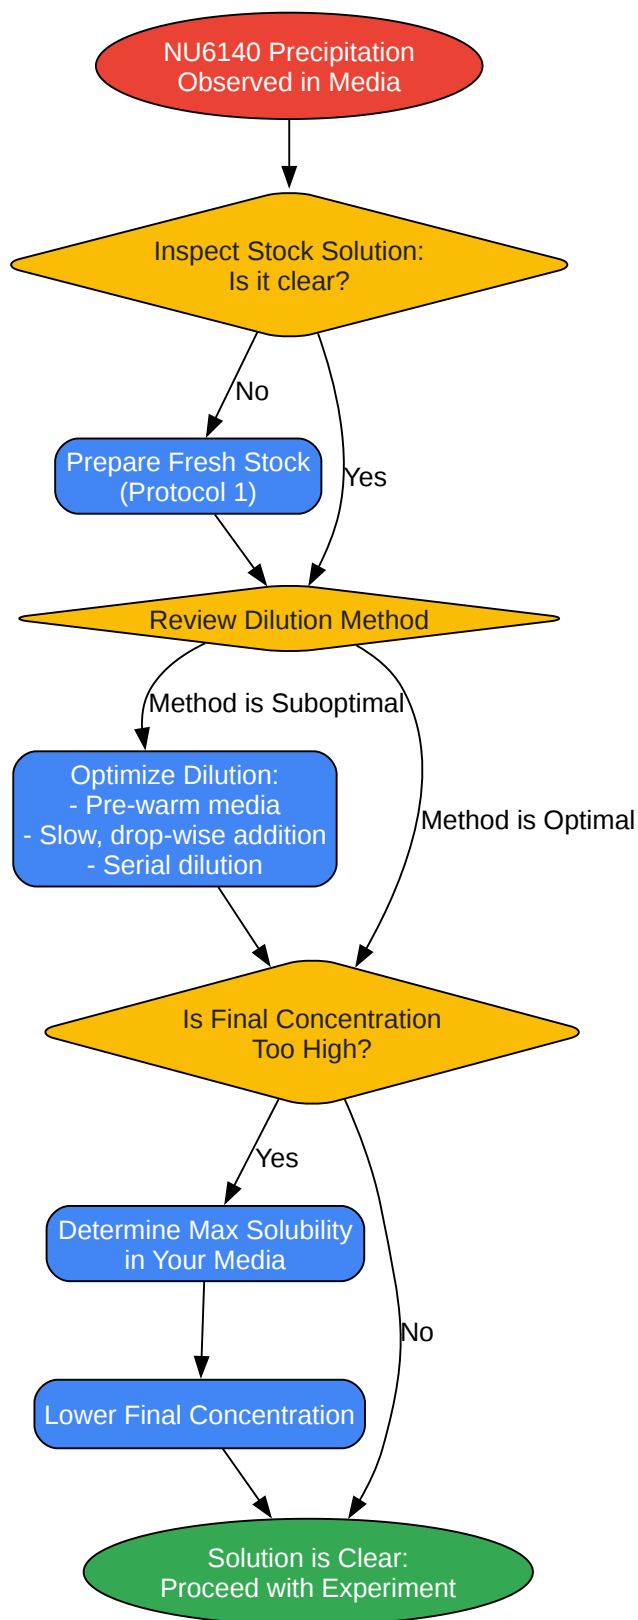 NU6140 Precipitation
Observed in Media
Inspect Stock Solution:
Is it clear?
No
Prepare Fresh Stock
(Protocol 1)
Yes
Review Dilution Method
Method is Suboptimal
Optimize Dilution:
- Pre-warm media
- Slow, drop-wise addition
- Serial dilution
Method is Optimal
Is Final Concentration
Too High?
Yes
Determine Max Solubility
in Your Media
No
Lower Final Concentration
Solution is Clear:
Proceed with Experiment